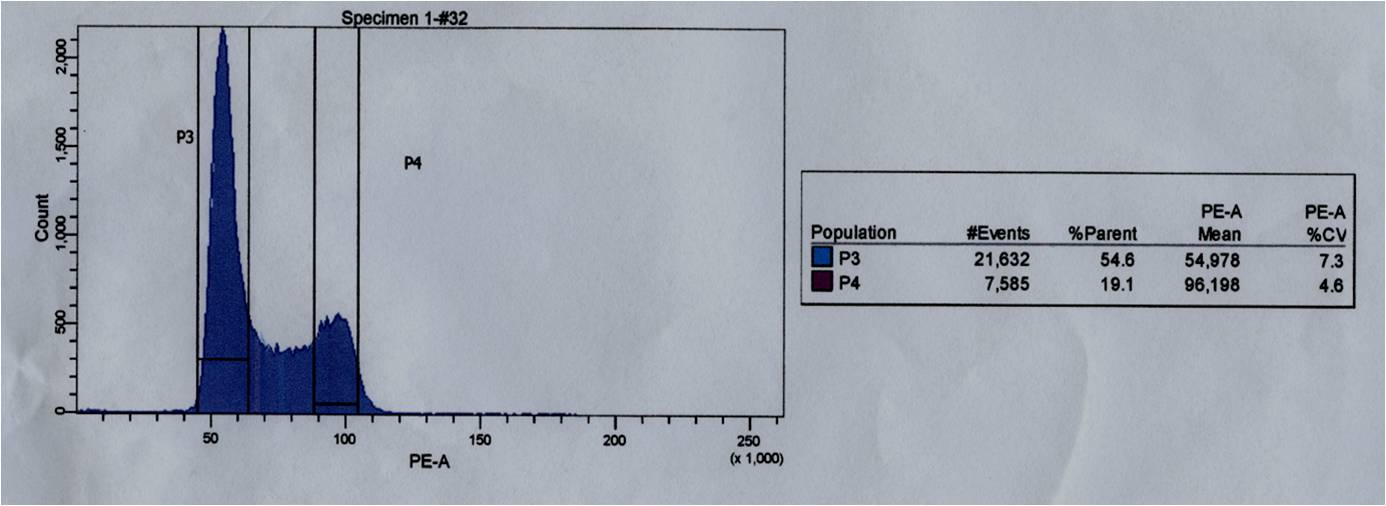 Specimen 1-#32
2,000
1,500
1,000
500
0
Count
P3
P4
50 100 150 200 250
(x 1,000)
PE-A
Population #Events %Parent PE-A Mean PE-A %CV
P3 21,632 54.6 54,978 7.3
P4 7,585 19.1 96,198 4.6